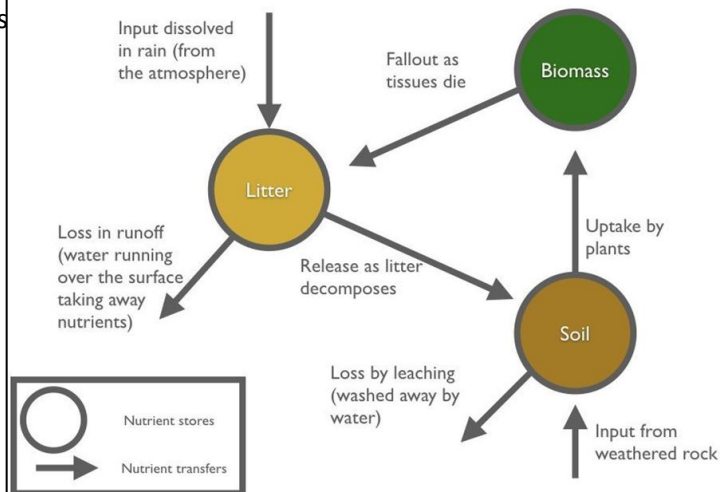 s
Input dissolved
in rain (from
the atmosphere)
Fallout as
tissues die
Biomass
Litter
Loss in runoff
(water running
over the surface
taking away
nutrients)
Release as litter
decomposes
Uptake by
plants
Soil
Loss by leaching
(washed away by
water)
Input from
weathered rock
Nutrient stores
Nutrient transfers